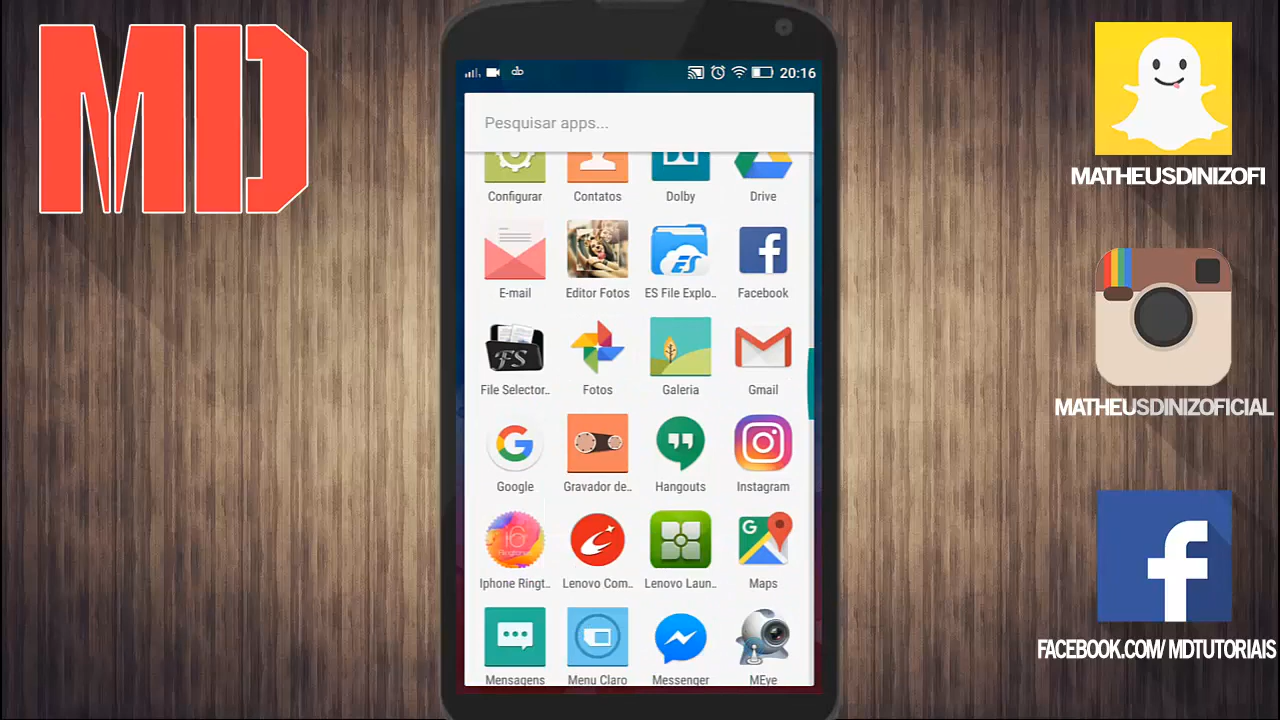 MD
20:16
Pesquisar apps...
Configurar
Contatos
Dolby
Drive
E-mail
Editor Fotos
ES File Explo..
Facebook
File Selector..
Fotos
Galeria
Gmail
Google
Gravador de..
Hangouts
Instagram
Iphone Ringt..
Lenovo Com..
Lenovo Laun..
Maps
Mensagens
Menu Claro
Messenger
MEye
ES
FS
G
MATHEUSDINIZOFI
MATHEUSDINIZOFICIAL
FACEBOOK.COM/ MDTUTORIAIS